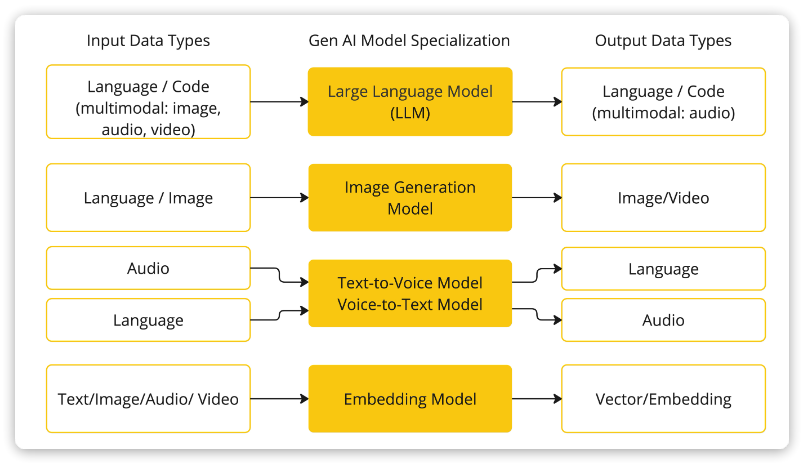 Input Data Types
Gen AI Model Specialization
Output Data Types
Language / Code
(multimodal: image,
audio, video)
Large Language Model
(LLM)
Language / Code
(multimodal: audio)
Language / Image
Image Generation
Model
Image/Video
Audio
Language
Text-to-Voice Model
Voice-to-Text Model
Language
Audio
Text/Image/Audio/ Video
Embedding Model
Vector/Embedding